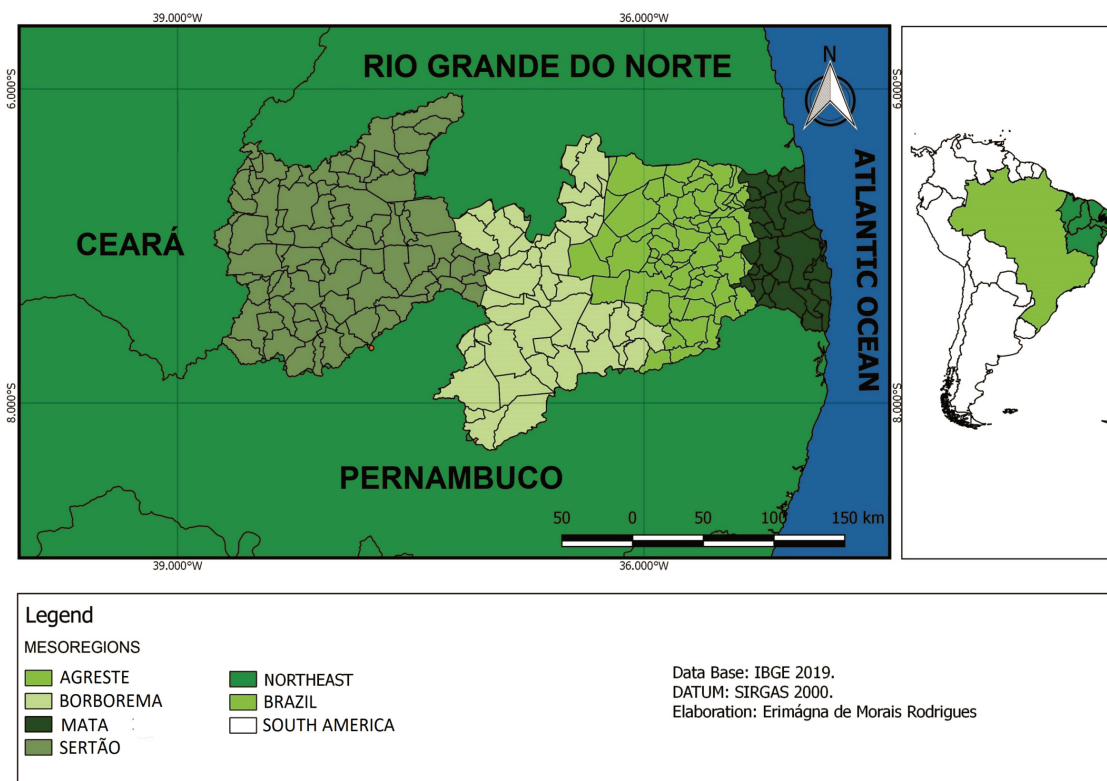 39.000°W
36.000°W
RIO GRANDE DO NORTE
N
6.000°S
6.000°S
ATLANTIC OCEAN
CEARÁ
8.000°S
8.000°S
PERNAMBUCO
50 0 50 100 150 km
39.000°W
36.000°W
Legend
MESOREGIONS
AGRESTE
BORBOREMA
MATA
SERTÃO
NORTHEAST
BRAZIL
SOUTH AMERICA
Data Base: IBGE 2019.
DATUM: SIRGAS 2000.
Elaboration: Erimágna de Morais Rodrigues